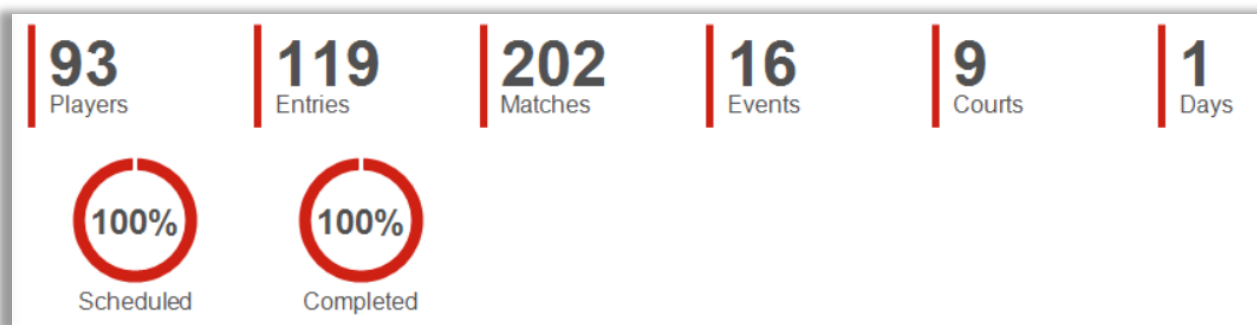 93 119 202 16 9 1
Players Entries Matches Events Courts Days
100% 100%
Scheduled Completed